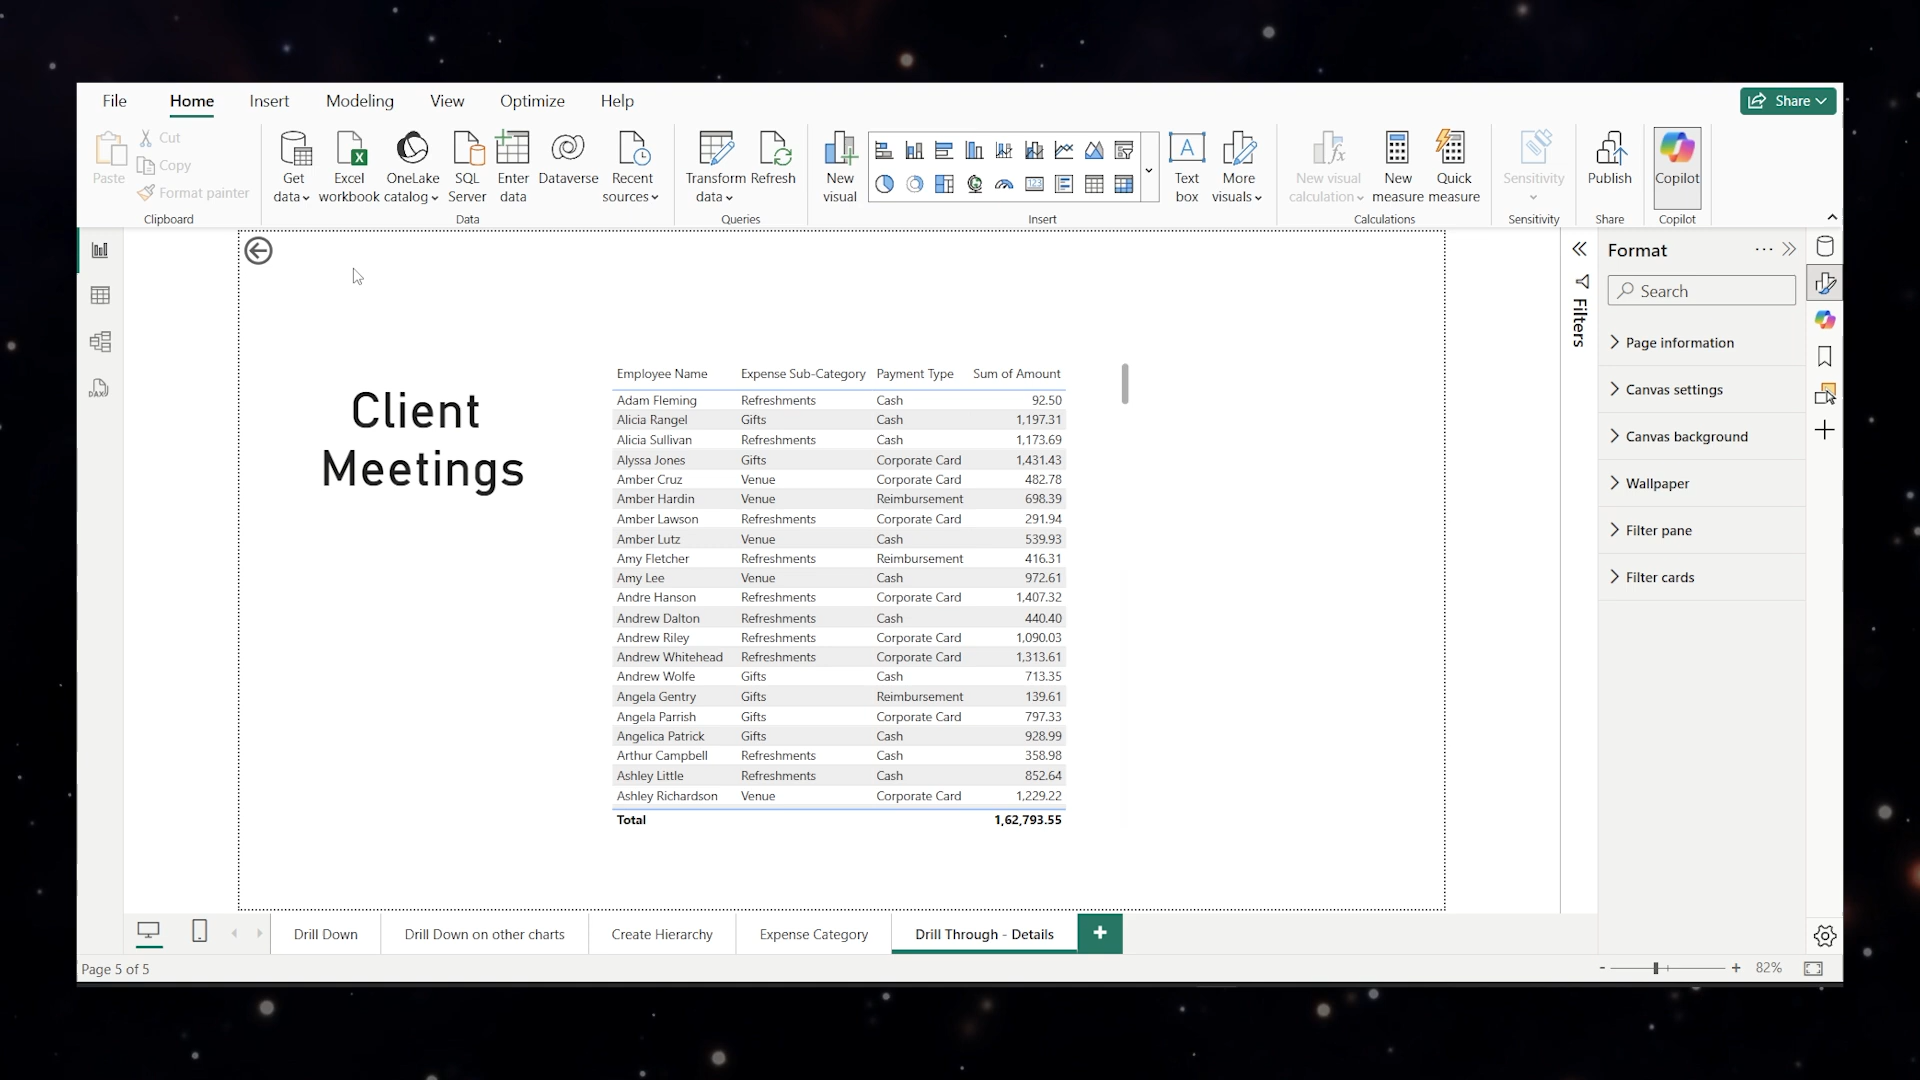 File Home Insert Modeling View Optimize Help Share
Paste Cut
Copy
Format painter
Clipboard
Get data
Excel workbook
OneLake catalog
SQL Server
Enter data
Dataverse
Recent sources
Data
Transform data
Refresh
Queries
New visual
Text box
More visuals
Insert
New visual calculation
New measure
Quick measure
Calculations
Sensitivity
Sensitivity
Publish
Share
Copilot
Copilot
Client
Meetings
Employee Name Expense Sub-Category Payment Type Sum of Amount
Adam Fleming Refreshments Cash 92.50
Alicia Rangel Gifts Cash 1,197.31
Alicia Sullivan Refreshments Cash 1,173.69
Alyssa Jones Gifts Corporate Card 1,431.43
Amber Cruz Venue Corporate Card 482.78
Amber Hardin Venue Reimbursement 698.39
Amber Lawson Refreshments Corporate Card 291.94
Amber Lutz Venue Cash 539.93
Amy Fletcher Refreshments Reimbursement 416.31
Amy Lee Venue Cash 972.61
Andre Hanson Refreshments Corporate Card 1,407.32
Andrew Dalton Refreshments Cash 440.40
Andrew Riley Refreshments Corporate Card 1,090.03
Andrew Whitehead Refreshments Corporate Card 1,313.61
Andrew Wolfe Gifts Cash 713.35
Angela Gentry Gifts Reimbursement 139.61
Angela Parrish Gifts Corporate Card 797.33
Angelica Patrick Gifts Cash 928.99
Arthur Campbell Refreshments Cash 358.98
Ashley Little Refreshments Cash 852.64
Ashley Richardson Venue Corporate Card 1,229.22
Total 1,62,793.55
Filters
Format
Search
Page information
Canvas settings
Canvas background
Wallpaper
Filter pane
Filter cards
DAX
Drill Down Drill Down on other charts Create Hierarchy Expense Category Drill Through - Details
Page 5 of 5
82%